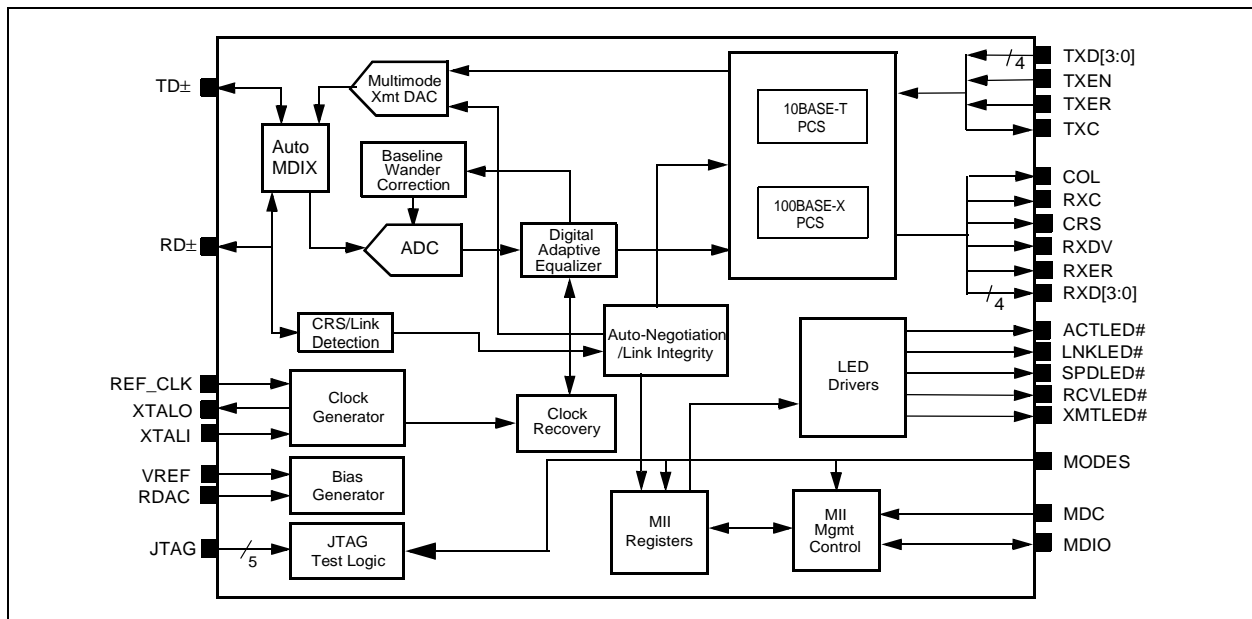 TD±
RD±
REF_CLK
XTALO
XTALI
VREF
RDAC
JTAG
5
Multimode
Xmt DAC
Auto
MDIX
Baseline
Wander
Correction
ADC
Digital
Adaptive
Equalizer
CRS/Link
Detection
Auto-Negotiation
/Link Integrity
Clock
Generator
Clock
Recovery
Bias
Generator
JTAG
Test Logic
10BASE-T
PCS
100BASE-X
PCS
LED
Drivers
MII
Registers
MII
Mgmt
Control
4
TXD[3:0]
TXEN
TXER
TXC
COL
RXC
CRS
RXDV
RXER
4
RXD[3:0]
ACTLED#
LNKLED#
SPDLED#
RCVLED#
XMTLED#
MODES
MDC
MDIO